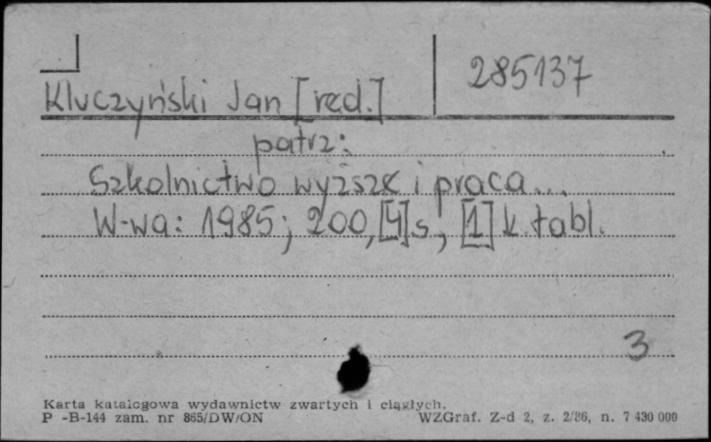 285137
Kluczyński Jan [red.]
patrz:
Szkolnictwo wyższe i praca...
W-wa: 1985; 200,[4]s., [1] k. tabl.
3
Karta katalogowa wydawnictw zwartych i ciągłych.
P -B-144 zam. nr 865/DW/ON WZGraf. Z-d 2, z. 2/86, n. 7 430 000